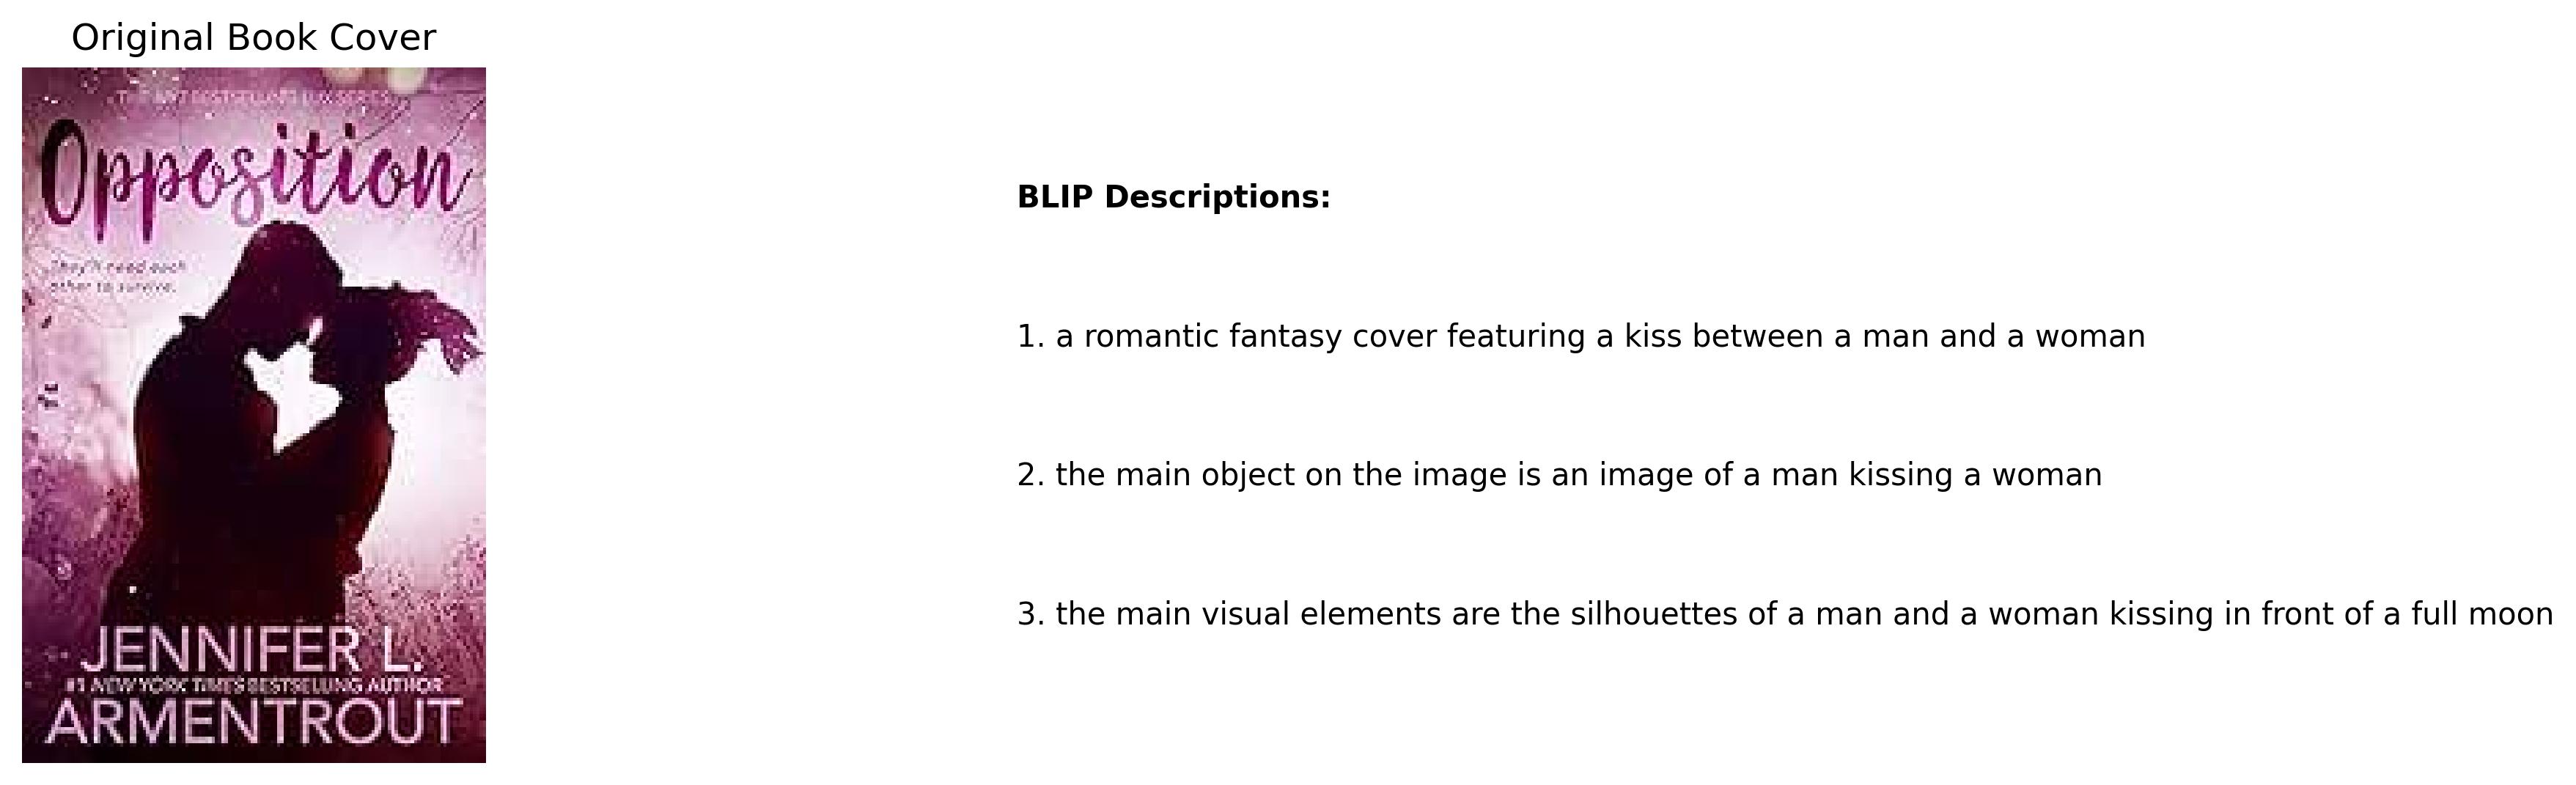 Original Book Cover
Opposition
They'll need each
other to survive.
JENNIFER L.
#1 NEW YORK TIMES BESTSELLING AUTHOR
ARMENTROUT
BLIP Descriptions:
1. a romantic fantasy cover featuring a kiss between a man and a woman
2. the main object on the image is an image of a man kissing a woman
3. the main visual elements are the silhouettes of a man and a woman kissing in front of a full moon